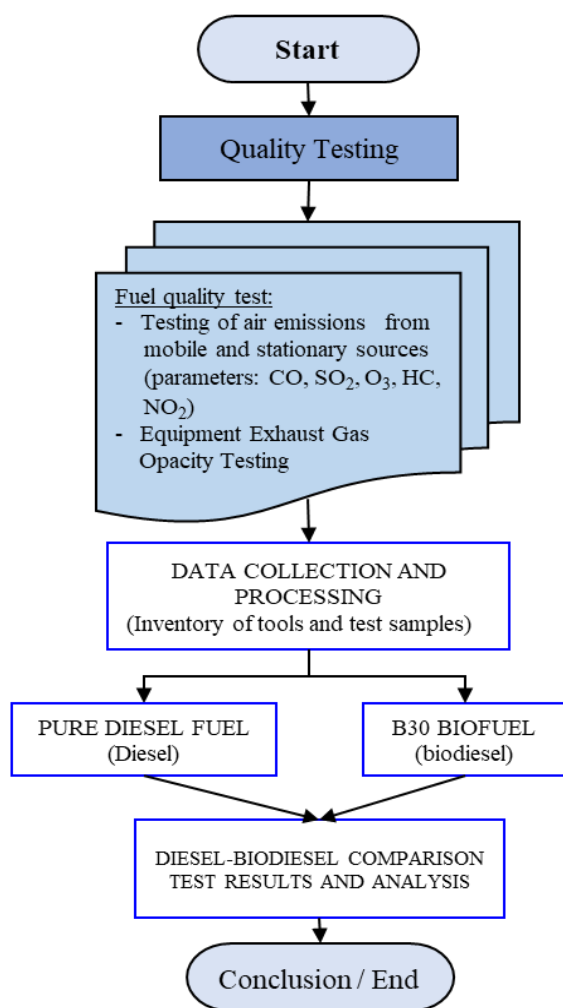 Start
Quality Testing
Fuel quality test:
- Testing of air emissions from
mobile and stationary sources
(parameters: CO, SO₂, O₃, HC,
NO₂)
- Equipment Exhaust Gas
Opacity Testing
DATA COLLECTION AND
PROCESSING
(Inventory of tools and test samples)
PURE DIESEL FUEL
(Diesel)
B30 BIOFUEL
(biodiesel)
DIESEL-BIODIESEL COMPARISON
TEST RESULTS AND ANALYSIS
Conclusion / End